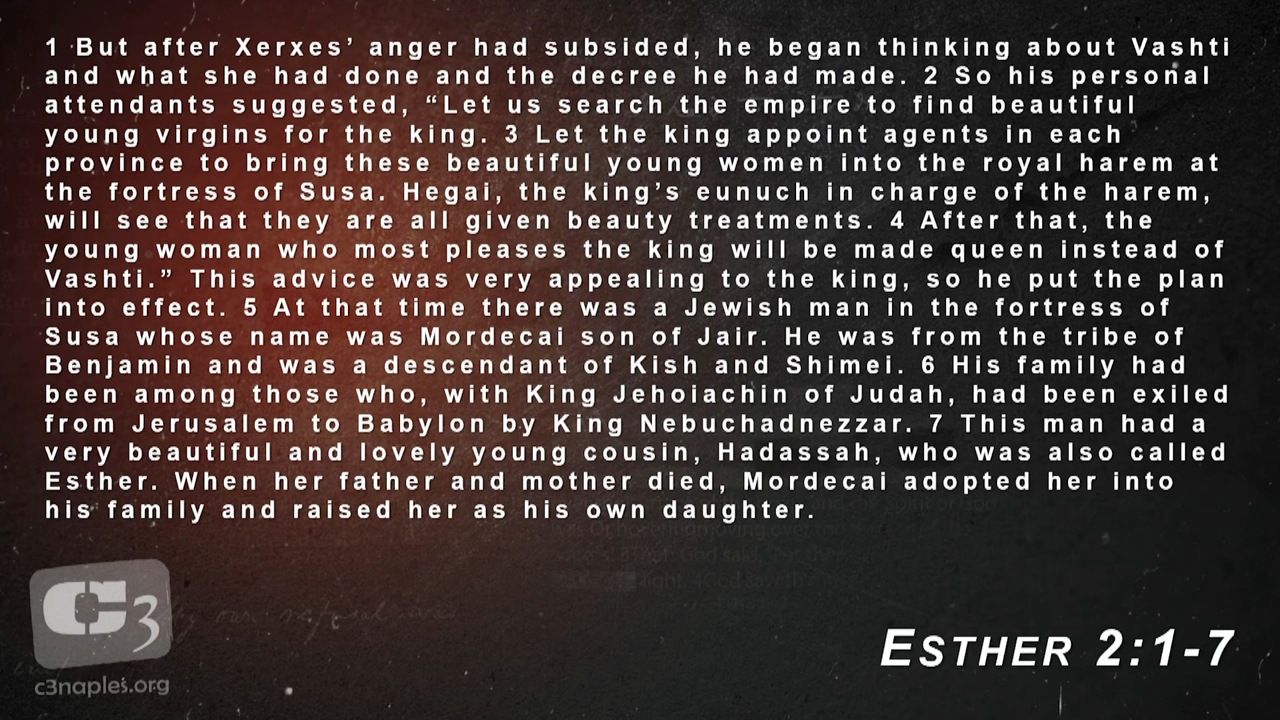 1 But after Xerxes’ anger had subsided, he began thinking about Vashti
and what she had done and the decree he had made. 2 So his personal
attendants suggested, “Let us search the empire to find beautiful
young virgins for the king. 3 Let the king appoint agents in each
province to bring these beautiful young women into the royal harem at
the fortress of Susa. Hegai, the king’s eunuch in charge of the harem,
will see that they are all given beauty treatments. 4 After that, the
young woman who most pleases the king will be made queen instead of
Vashti.” This advice was very appealing to the king, so he put the plan
into effect. 5 At that time there was a Jewish man in the fortress of
Susa whose name was Mordecai son of Jair. He was from the tribe of
Benjamin and was a descendant of Kish and Shimei. 6 His family had
been among those who, with King Jehoiachin of Judah, had been exiled
from Jerusalem to Babylon by King Nebuchadnezzar. 7 This man had a
very beautiful and lovely young cousin, Hadassah, who was also called
Esther. When her father and mother died, Mordecai adopted her into
his family and raised her as his own daughter.
C3
c3naples.org
ESTHER 2:1-7